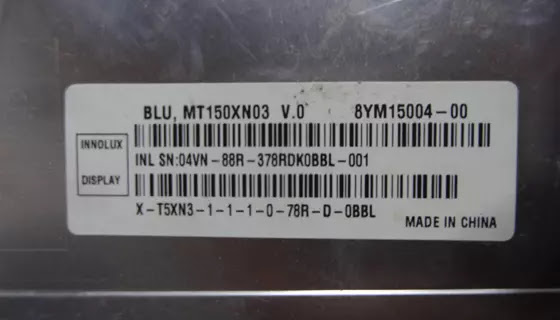 BLU, MT150XN03 V.0 8YM15004-00
INNOLUX
DISPLAY
INL SN:04VN-88R-378RDK0BBL-001
X-T5XN3-1-1-1-0-78R-D-0BBL
MADE IN CHINA